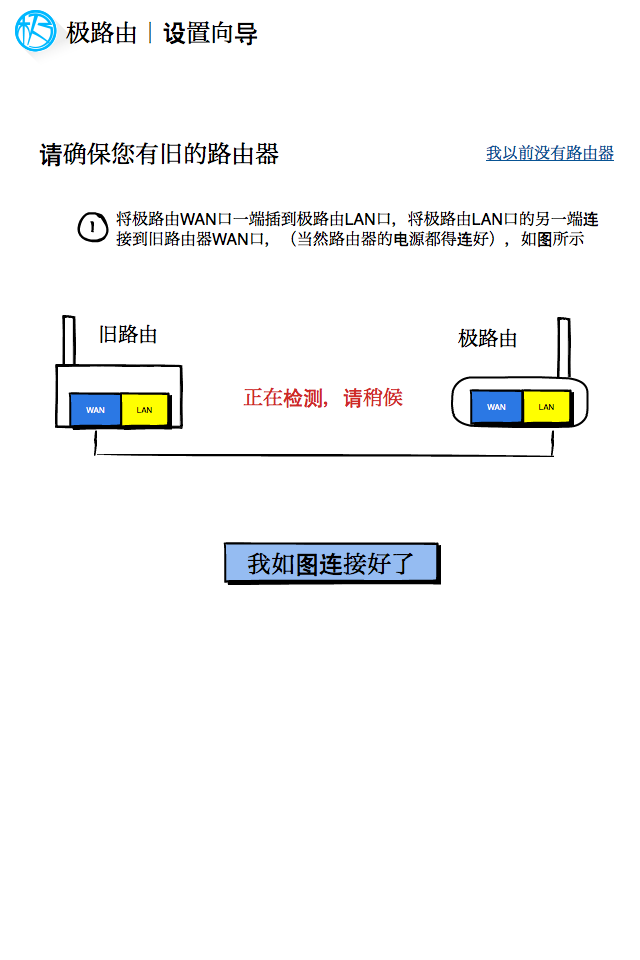 极 极路由｜设置向导
请确保您有旧的路由器 我以前没有路由器
1 将极路由WAN口一端插到极路由LAN口，将极路由LAN口的另一端连
接到旧路由器WAN口，（当然路由器的电源都得连好），如图所示
旧路由 极路由
正在检测，请稍候
WAN LAN WAN LAN
我如图连接好了